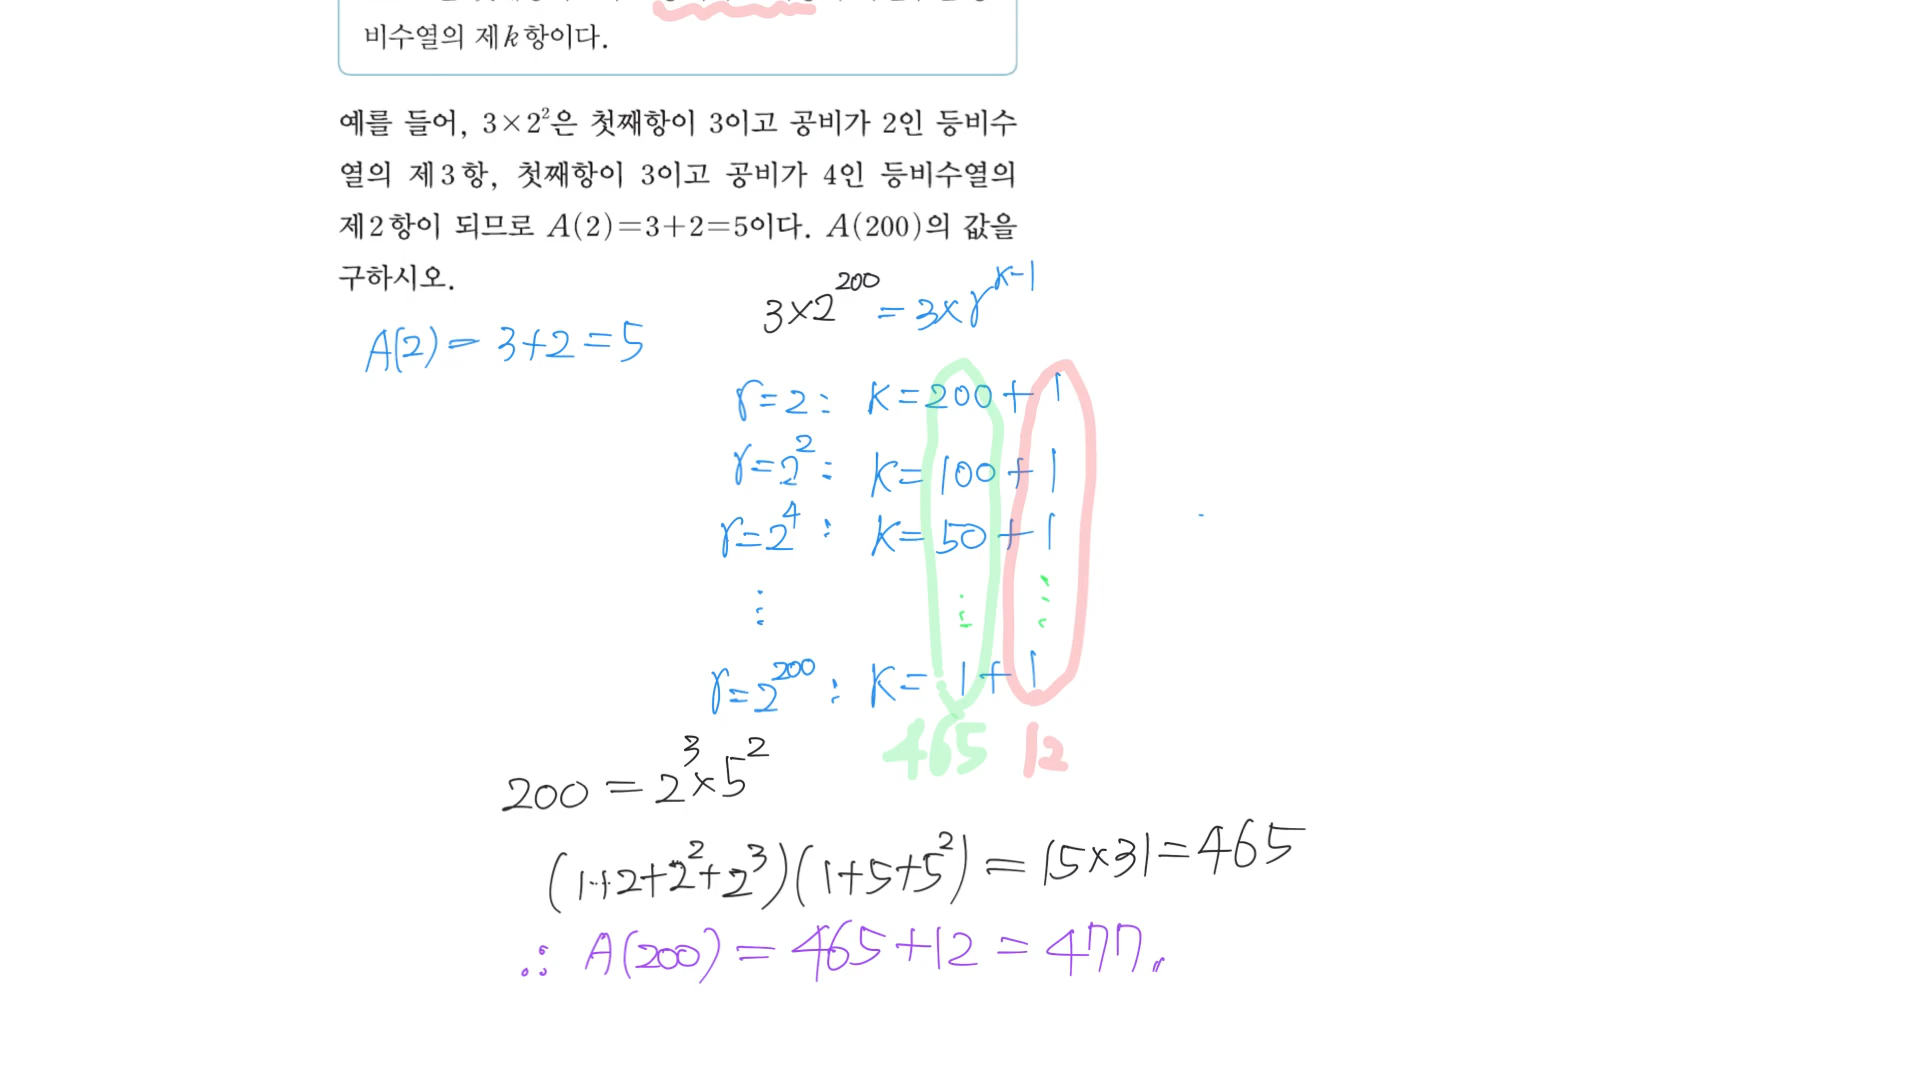 비수열의 제k항이다.
예를 들어, 3×2²은 첫째항이 3이고 공비가 2인 등비수
열의 제3항, 첫째항이 3이고 공비가 4인 등비수열의
제2항이 되므로 A(2)=3+2=5이다. A(200)의 값을
구하시오.
3×2^200 = 3×r^(k-1)
A(2) = 3+2 = 5
r=2 : k=200+1
r=2² : k=100+1
r=2⁴ : k=50+1
⋮ ⋮ ⋮
r=2^200 : k=1+1
465 12
200 = 2³×5²
(1+2+2²+2³)(1+5+5²) = 15×31 = 465
∴ A(200) = 465+12 = 477.